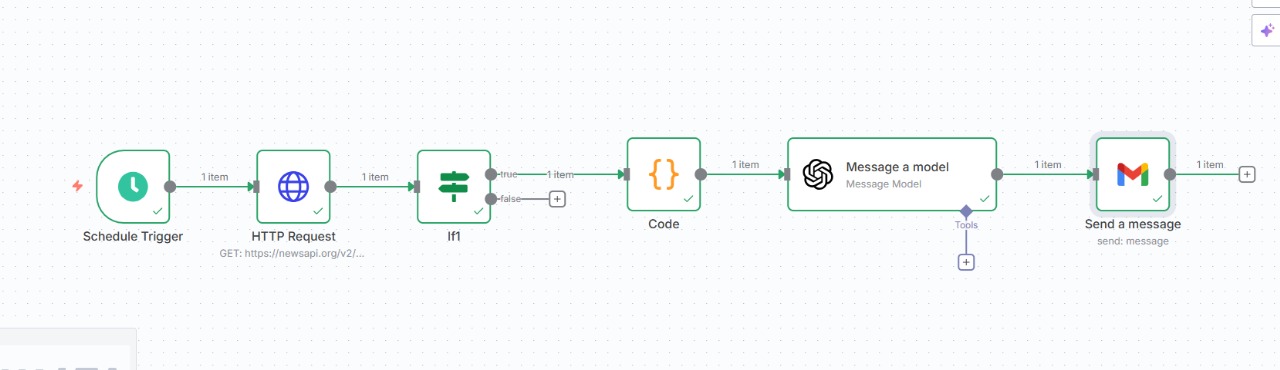 1 item
1 item
true
1 item
false
1 item
Message a model
Message Model
1 item
1 item
Tools
Schedule Trigger
HTTP Request
GET: https://newsapi.org/v2/...
If1
Code
Send a message
send: message